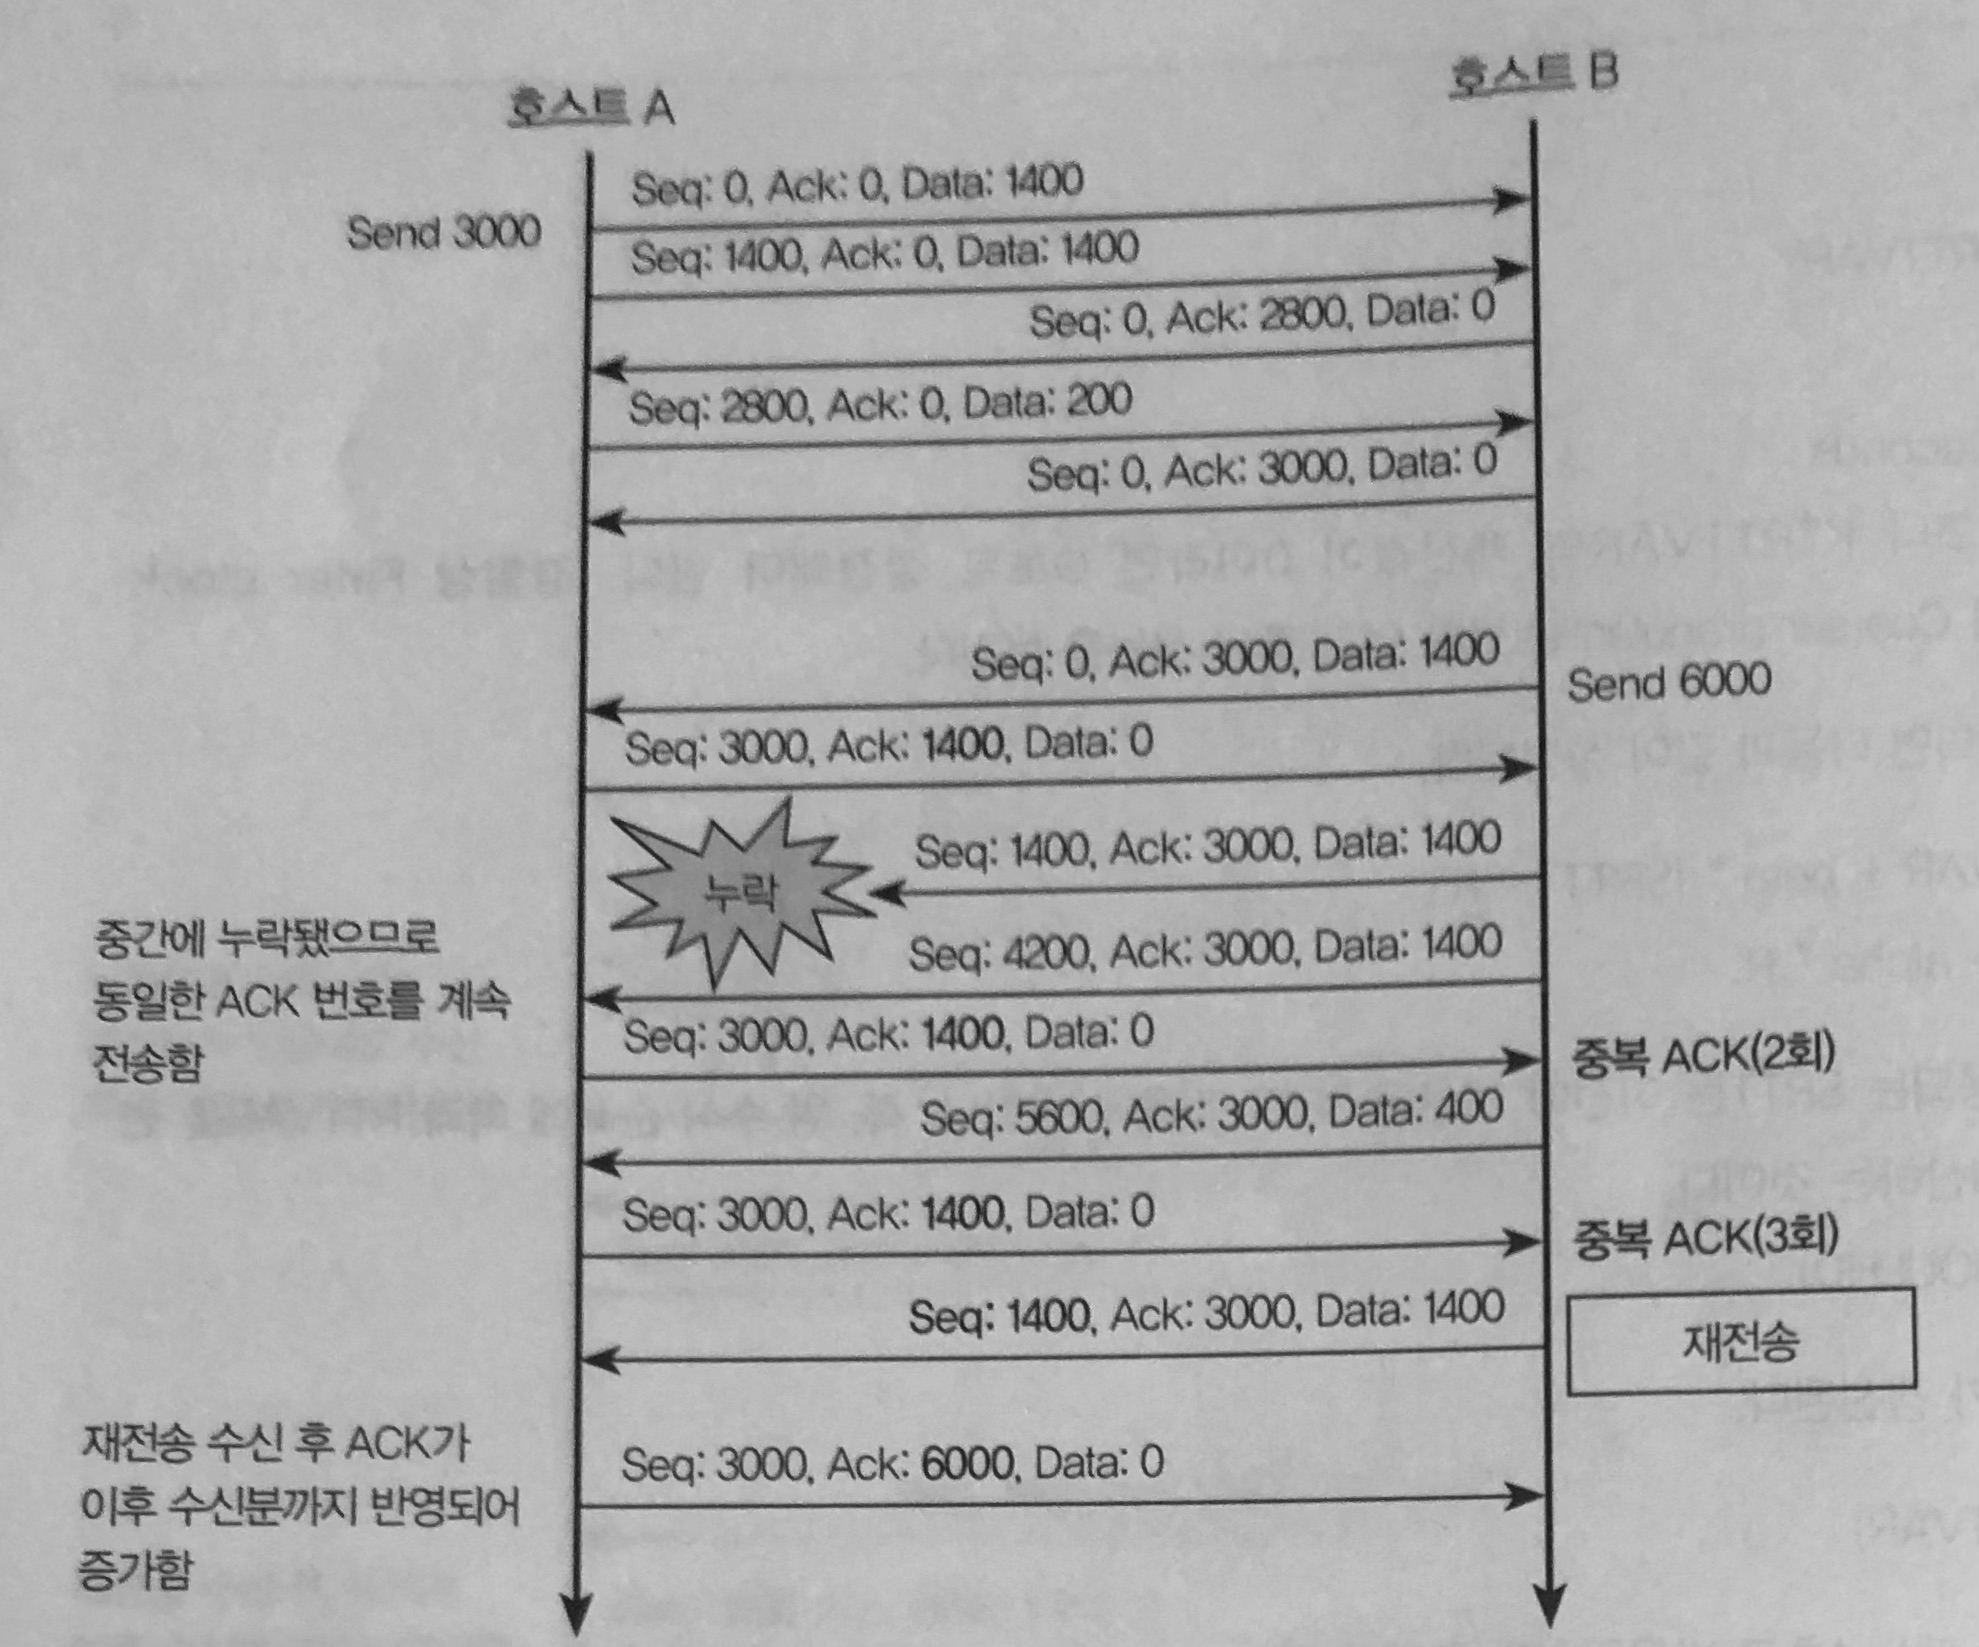 호스트 A
호스트 B
Seq: 0, Ack: 0, Data: 1400
Send 3000
Seq: 1400, Ack: 0, Data: 1400
Seq: 0, Ack: 2800, Data: 0
Seq: 2800, Ack: 0, Data: 200
Seq: 0, Ack: 3000, Data: 0
Seq: 0, Ack: 3000, Data: 1400
Send 6000
Seq: 3000, Ack: 1400, Data: 0
Seq: 1400, Ack: 3000, Data: 1400
누락
Seq: 4200, Ack: 3000, Data: 1400
중간에 누락됐으므로
동일한 ACK 번호를 계속
전송함
Seq: 3000, Ack: 1400, Data: 0
중복 ACK(2회)
Seq: 5600, Ack: 3000, Data: 400
Seq: 3000, Ack: 1400, Data: 0
중복 ACK(3회)
Seq: 1400, Ack: 3000, Data: 1400
재전송
재전송 수신 후 ACK가
이후 수신분까지 반영되어
증가함
Seq: 3000, Ack: 6000, Data: 0